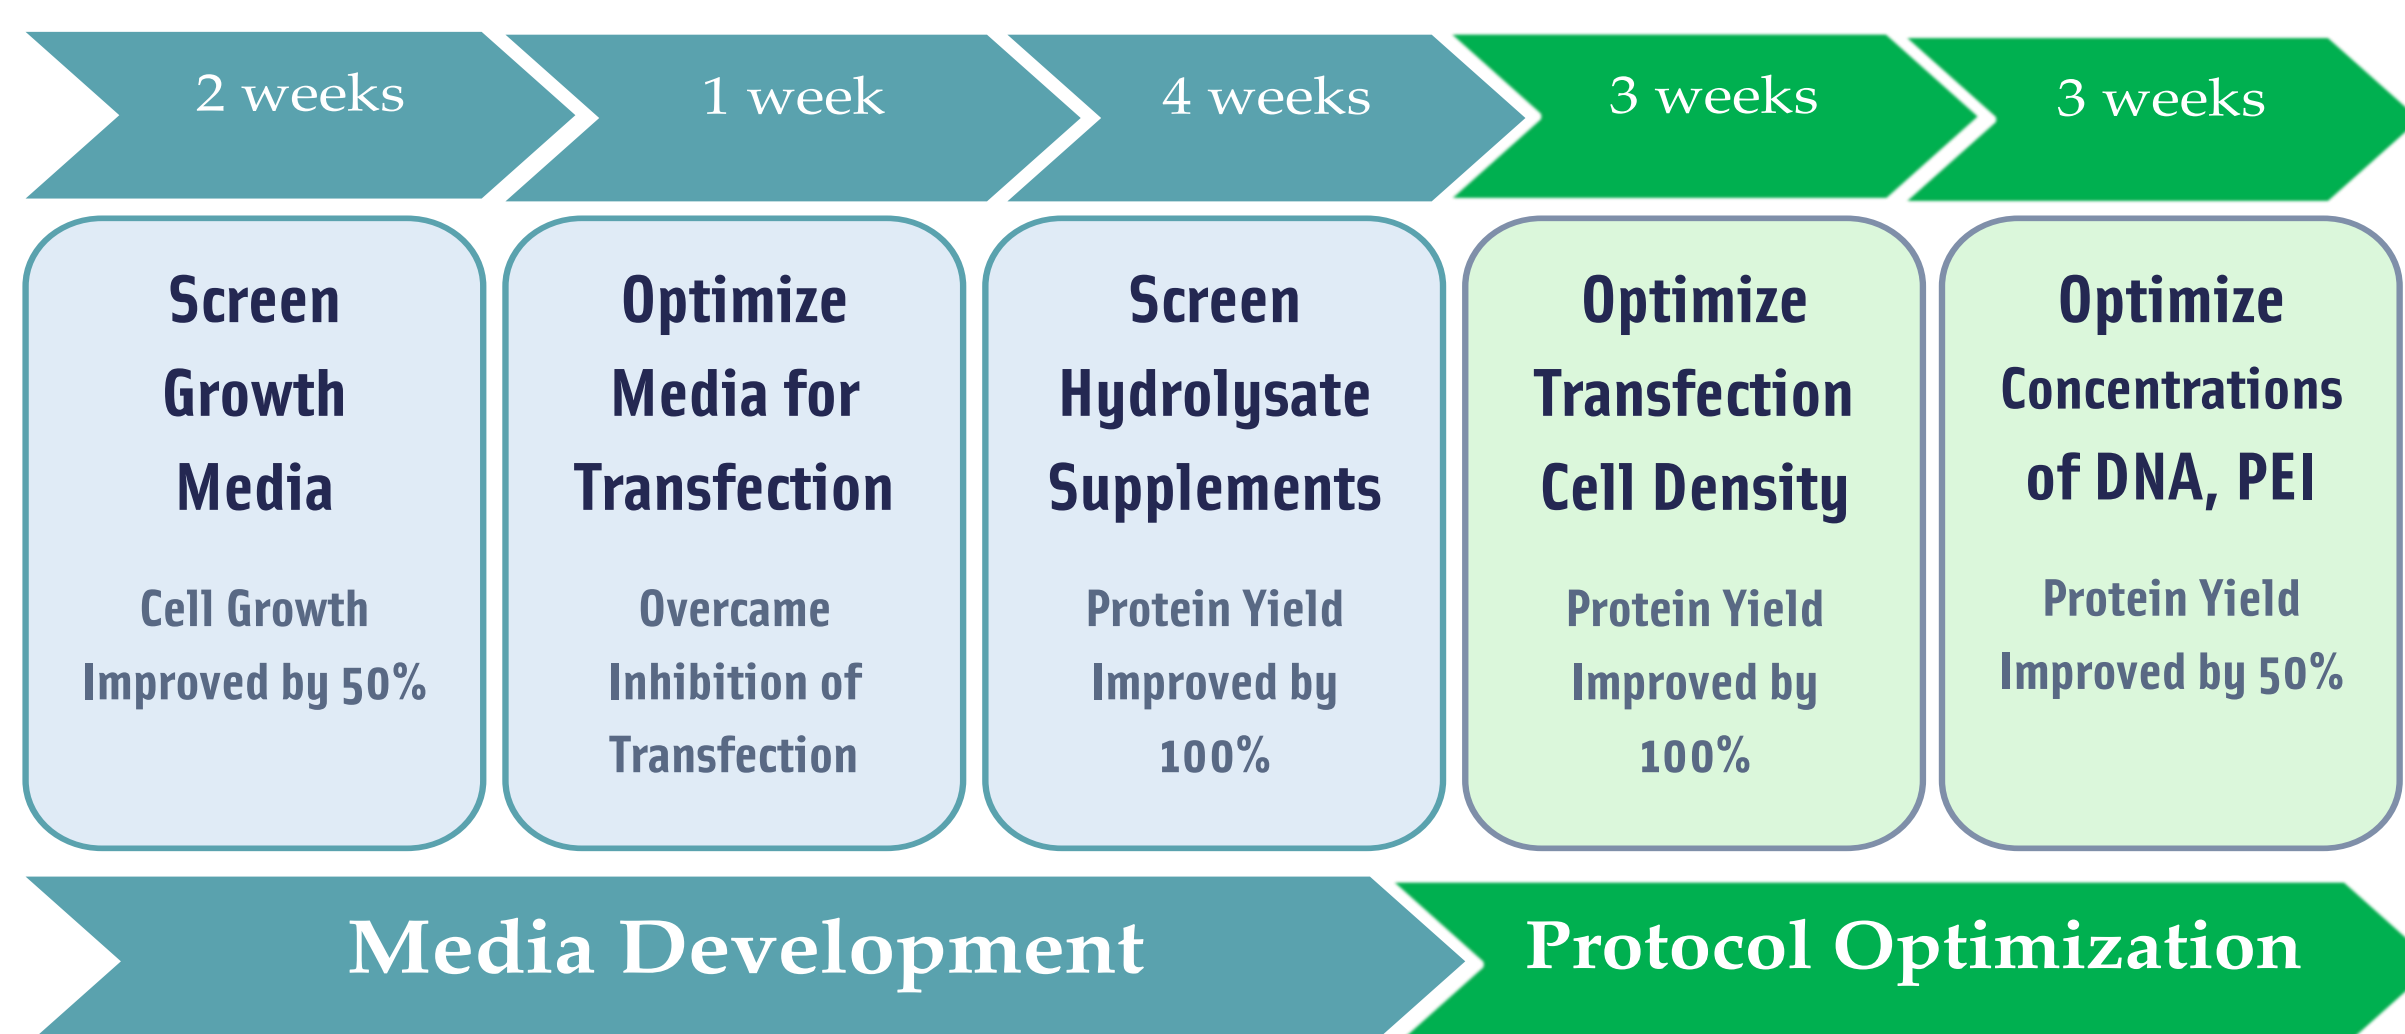 2 weeks
1 week
4 weeks
3 weeks
3 weeks
Screen
Growth
Media
Cell Growth
Improved by 50%
Optimize
Media for
Transfection
Overcame
Inhibition of
Transfection
Screen
Hydrolysate
Supplements
Protein Yield
Improved by
100%
Optimize
Transfection
Cell Density
Protein Yield
Improved by
100%
Optimize
Concentrations
of DNA, PEI
Protein Yield
Improved by 50%
Media Development
Protocol Optimization